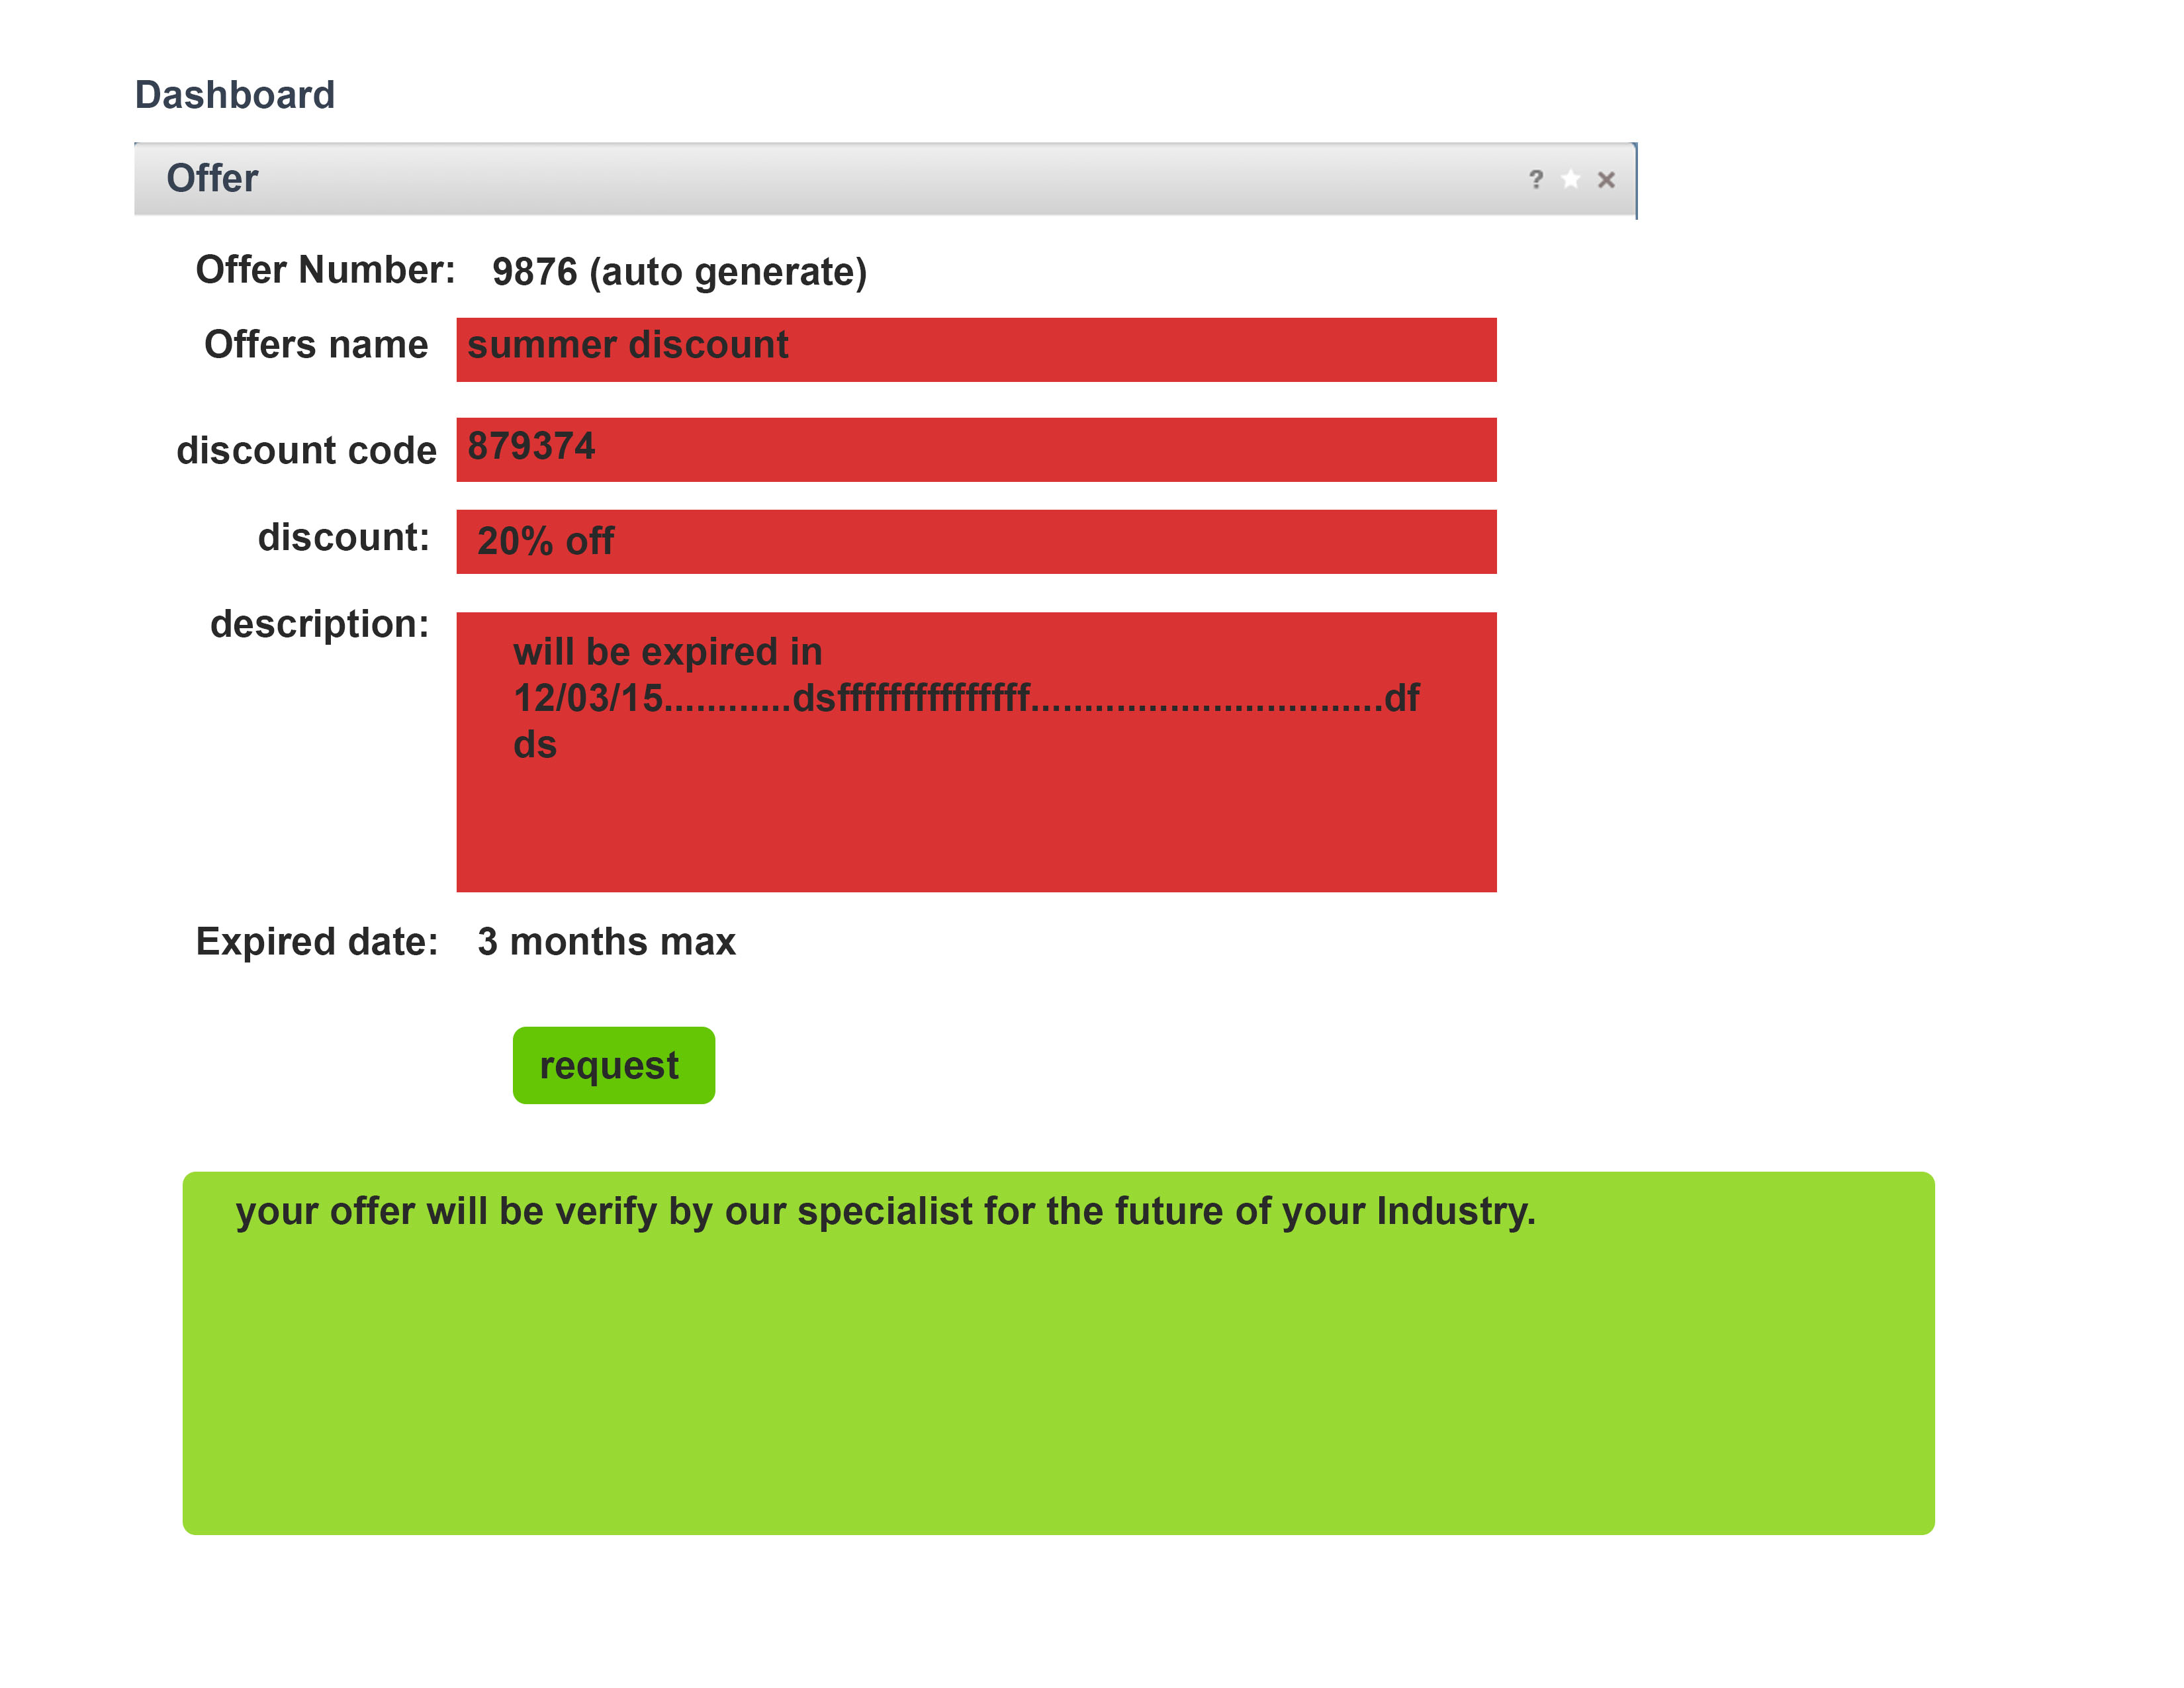 Dashboard
Offer
Offer Number: 9876 (auto generate)
Offers name summer discount
discount code 879374
discount: 20% off
description: will be expired in
12/03/15............dsfffffffffffffff.................................df
ds
Expired date: 3 months max
request
your offer will be verify by our specialist for the future of your Industry.